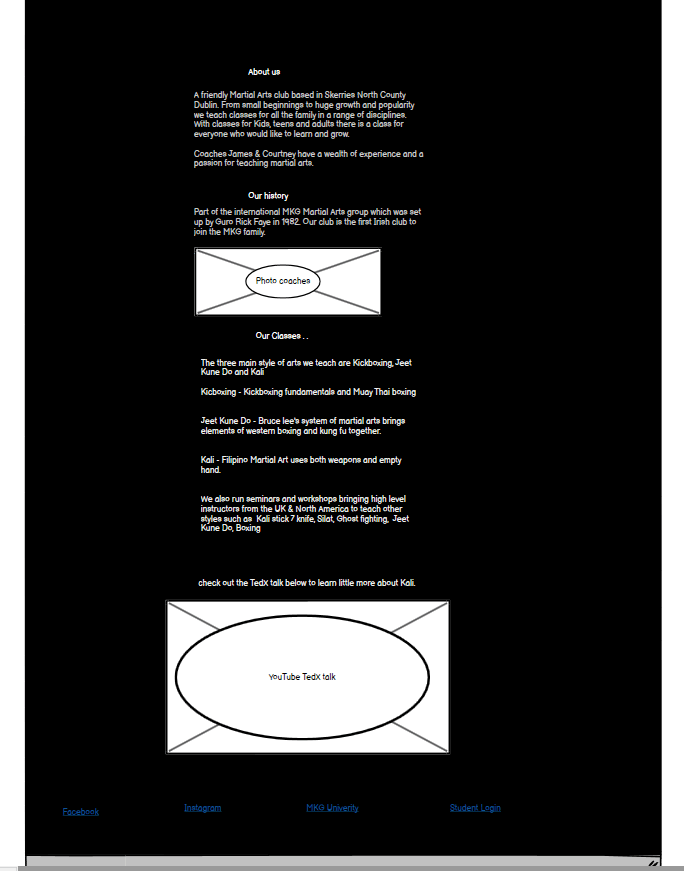 About us
A friendly Martial Arts club based in Skerries North County
Dublin. From small beginnings to huge growth and popularity
we teach classes for all the family in a range of disciplines.
With classes for Kids, teens and adults there is a class for
everyone who would like to learn and grow.
Coaches James & Courtney have a wealth of experience and a
passion for teaching martial arts.
Our history
Part of the international MKG Martial Arts group which was set
up by Guro Rick Faye in 1982. Our club is the first Irish club to
join the MKG family.
Photo coaches
Our Classes . .
The three main style of arts we teach are Kickboxing, Jeet
Kune Do and Kali
Kicboxing - Kickboxing fundamentals and Muay Thai boxing
Jeet Kune Do - Bruce lee's system of martial arts brings
elements of western boxing and kung fu together.
Kali - Filipino Martial Art uses both weapons and empty
hand.
We also run seminars and workshops bringing high level
instructors from the UK & North America to teach other
styles such as Kali stick 7 knife, Silat, Ghost fighting, Jeet
Kune Do, Boxing
check out the TedX talk below to learn little more about Kali.
YouTube TedX talk
Facebook
Instagram
MKG Univerity
Student Login